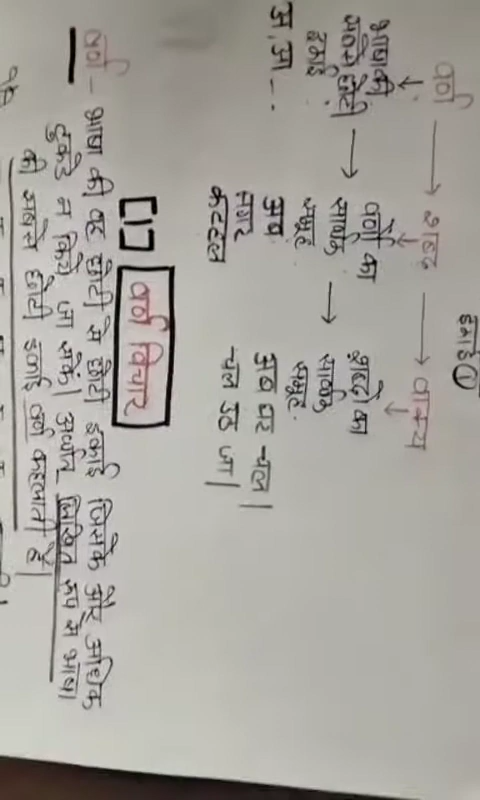 इकाई ①
वर्ण → शब्द → वाक्य
भाषा की सबसे छोटी इकाई → वर्णों का सार्थक समूह → शब्दों का सार्थक समूह
अ, आ... अब अब घर चल।
नगर चल उठ जा।
कटहल
[1] वर्ण विचार
वर्ण – भाषा की वह छोटी से छोटी इकाई जिसके और अधिक
टुकड़े न किये जा सके। अर्थात् लिखित रूप में भाषा
की सबसे छोटी इकाई वर्ण कहलाती है।